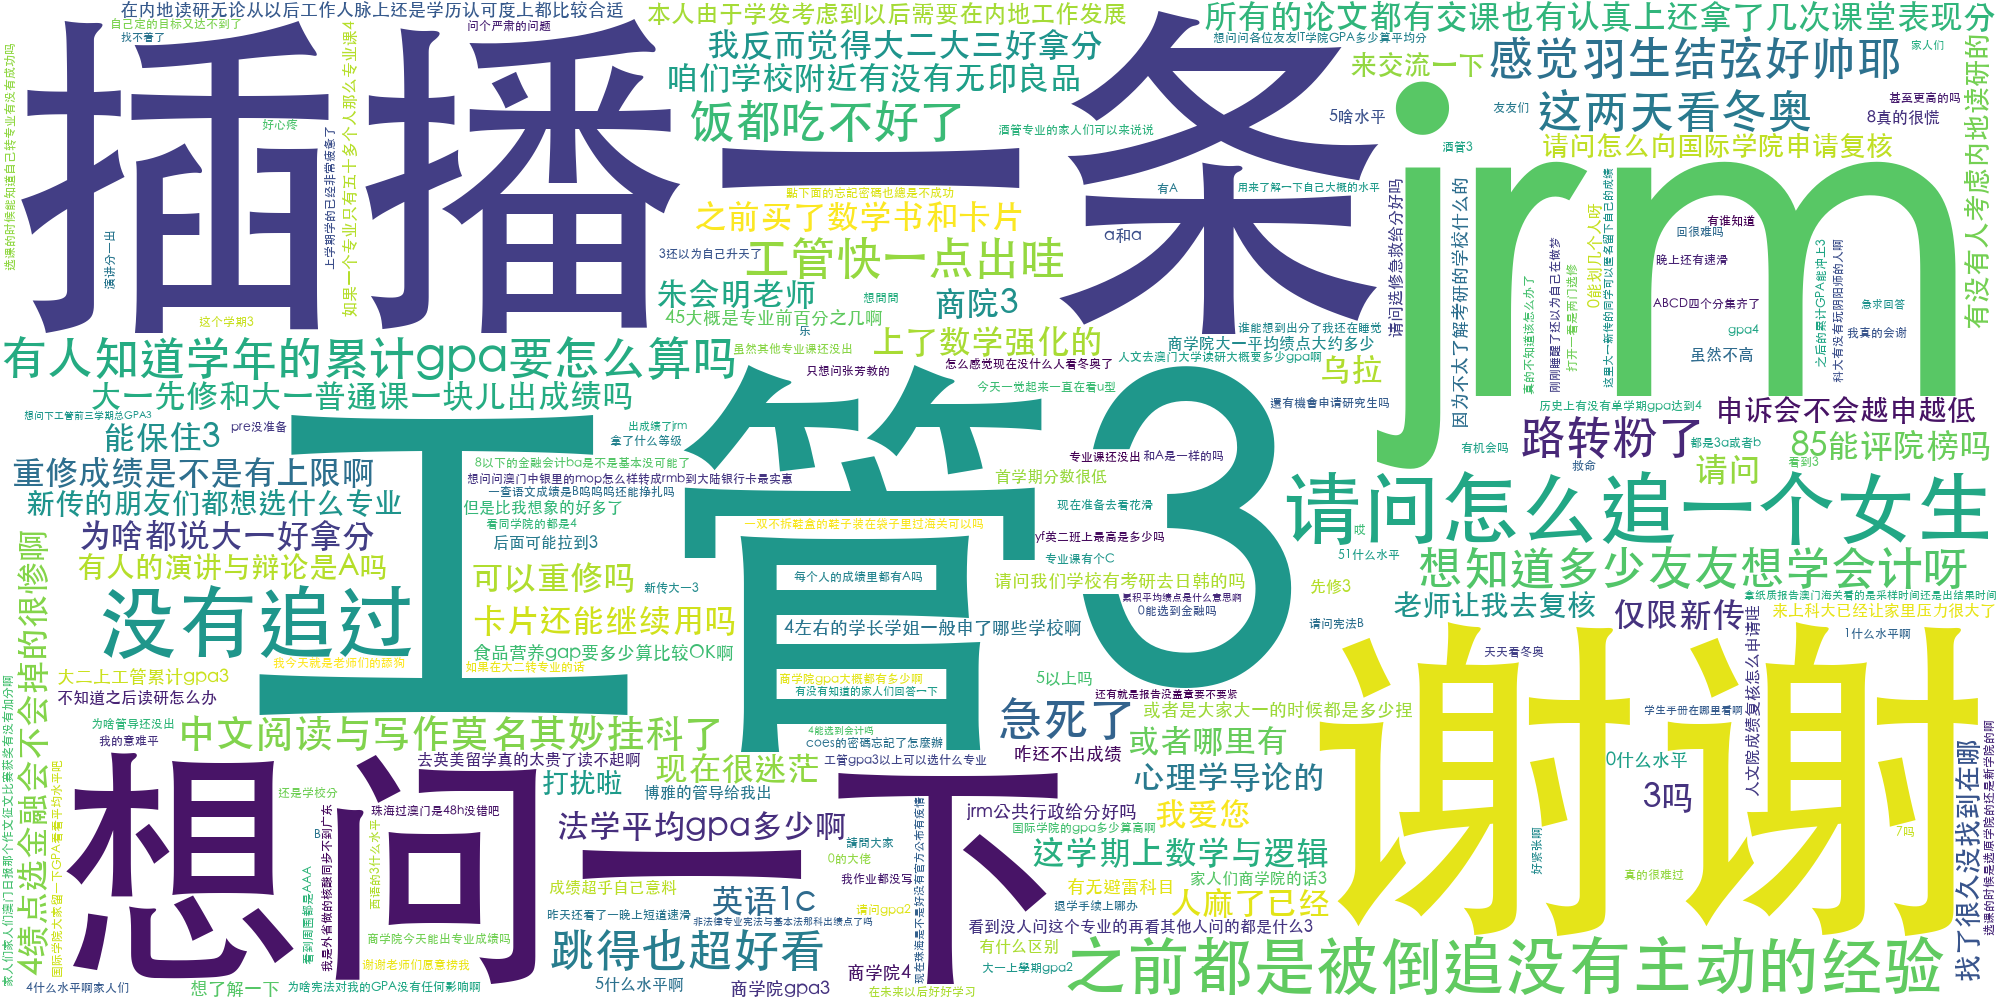 在内地读研无论从以后工作人脉上还是学历认可度上都比较合适
自己定的目标又达不到了
找不着了
问个严肃的问题
本人由于学发考虑到以后需要在内地工作发展
所有的论文都有交课也有认真上还拿了几次课堂表现分
插播一条
jrm
我反而觉得大二大三好拿分
想问问各位友友IT学院GPA多少算平均分
家人们
咱们学校附近有没有无印良品
来交流一下
感觉羽生结弦好帅耶
饭都吃不好了
5啥水平
友友们
这两天看冬奥
甚至更高的吗
8真的很慌
好心疼
酒管专业的家人们可以来说说
酒管3
请问怎么向国际学院申请复核
有没有人考虑内地读研的
选课的时候能知道自己转专业有没有成功吗
如果一个专业只有五十多个人那么专业课4
上学期学的已经非常疲惫了
演讲分一出
點下面的忘記密碼也總是不成功
有A
用来了解一下自己大概的水平
之前买了数学书和卡片
a和a
请问选修急救给分好吗
因为不太了解考研的学校什么的
0能划几个人呀
这里大一新传的同学可以匿名留下自己的成绩
有谁知道
回很难吗
3还以为自己升天了
工管快一点出哇
晚上还有速滑
刚刚睡醒了还以为自己在做梦
打开一看是两门选修
真的不知道该怎么办了
之后的累计GPA能冲上3
科大有没有玩阴阳师的人啊
朱会明老师
想問問
商院3
ABCD四个分集齐了
急求回答
这个学期3
45大概是专业前百分之几啊
乐
谁能想到出分了我还在睡觉
gpa4
我真的会谢
有人知道学年的累计gpa要怎么算吗
虽然其他专业课还没出
上了数学强化的
商学院大一平均绩点大约多少
虽然不高
人文去澳门大学读研大概要多少gpa啊
只想问张芳教的
怎么感觉现在没什么人看冬奥了
乌拉
大一先修和大一普通课一块儿出成绩吗
今天一觉起来一直在看u型
還有機會申请研究生吗
历史上有没有单学期gpa达到4
申诉会不会越申越低
想问下工管前三学期总GPA3
能保住3
pre没准备
出成绩了jrm
拿了什么等级
工管3
路转粉了
有机会吗
都是3a或者b
85能评院榜吗
重修成绩是不是有上限啊
8以下的金融会计ba是不是基本没可能了
专业课还没出
和A是一样的吗
救命
请问
看到3
想问问澳门中银里的mop怎么样转成rmb到大陆银行卡最实惠
首学期分数很低
新传的朋友们都想选什么专业
一查语文成绩是B呜呜呜还能挣扎吗
但是比我想象的好多了
现在准备去看花滑
请问怎么追一个女生
为啥都说大一好拿分
看同学院的都是4
一双不拆鞋盒的鞋子装在袋子里过海关可以吗
后面可能拉到3
yf英二班上最高是多少吗
哎
51什么水平
有人的演讲与辩论是A吗
专业课有个C
想知道多少友友想学会计呀
可以重修吗
新传大一3
每个人的成绩里都有A吗
请问我们学校有考研去日韩的吗
先修3
没有追过
累积平均绩点是什么意思啊
0能选到金融吗
老师让我去复核
仅限新传
拿纸质报告澳门海关看的是采样时间还是出结果时间
来上科大已经让家里压力很大了
卡片还能继续用吗
4左右的学长学姐一般申了哪些学校啊
请问宪法B
1什么水平啊
4绩点选金融会不会掉的很惨啊
食品营养gap要多少算比较OK啊
谢谢
天天看冬奥
我今天就是老师们的舔狗
如果在大二转专业的话
大二上工管累计gpa3
商学院gpa大概都有多少啊
5以上吗
不知道之后读研怎么办
有没有知道的家人们回答一下
还有就是报告没盖章要不要紧
人文院成绩复核怎么申请哇
为啥管导还没出
中文阅读与写作莫名其妙挂科了
急死了
或者是大家大一的时候都是多少捏
学生手册在哪里看啊
我的意难平
4能选到会计吗
coes的密碼忘記了怎麼辦
咋还不出成绩
或者哪里有
去英美留学真的太贵了读不起啊
工管gpa3以上可以选什么专业
现在很迷茫
0什么水平
家人们家人们澳门日报那个作文征文比赛获奖有没有加分啊
国际学院大家留一下GPA看看平均水平吧
想问一下
打扰啦
博雅的管导给我出
心理学导论的
3吗
还是学校分
珠海过澳门是48h没错吧
jrm公共行政给分好吗
我爱您
找了很久没找到在哪
选课的时候是选原学院的还是新学院的啊
B
法学平均gpa多少啊
国际学院的gpa多少算高啊
7吗
西语的3什么水平
我是外省做的核酸同步不到广东
看到周围都是AAA
請問大家
0的大佬
这学期上数学与逻辑
好紧张啊
现在珠海是不是好没有官方公布有疫情
我作业都没写
家人们商学院的话3
真的很难过
成绩超乎自己意料
英语1c
有无避雷科目
人麻了已经
昨天还看了一晚上短道速滑
请问gpa2
退学手续上哪办
非法律专业宪法与基本法那科出绩点了吗
看到没人问这个专业的再看其他人问的都是什么3
商学院今天能出专业成绩吗
跳得也超好看
有什么区别
之前都是被倒追没有主动的经验
谢谢老师们愿意捞我
商学院4
大一上學期gpa2
4什么水平啊家人们
想了解一下
为啥宪法对我的GPA没有任何影响啊
5什么水平啊
商学院gpa3
在未来以后好好学习